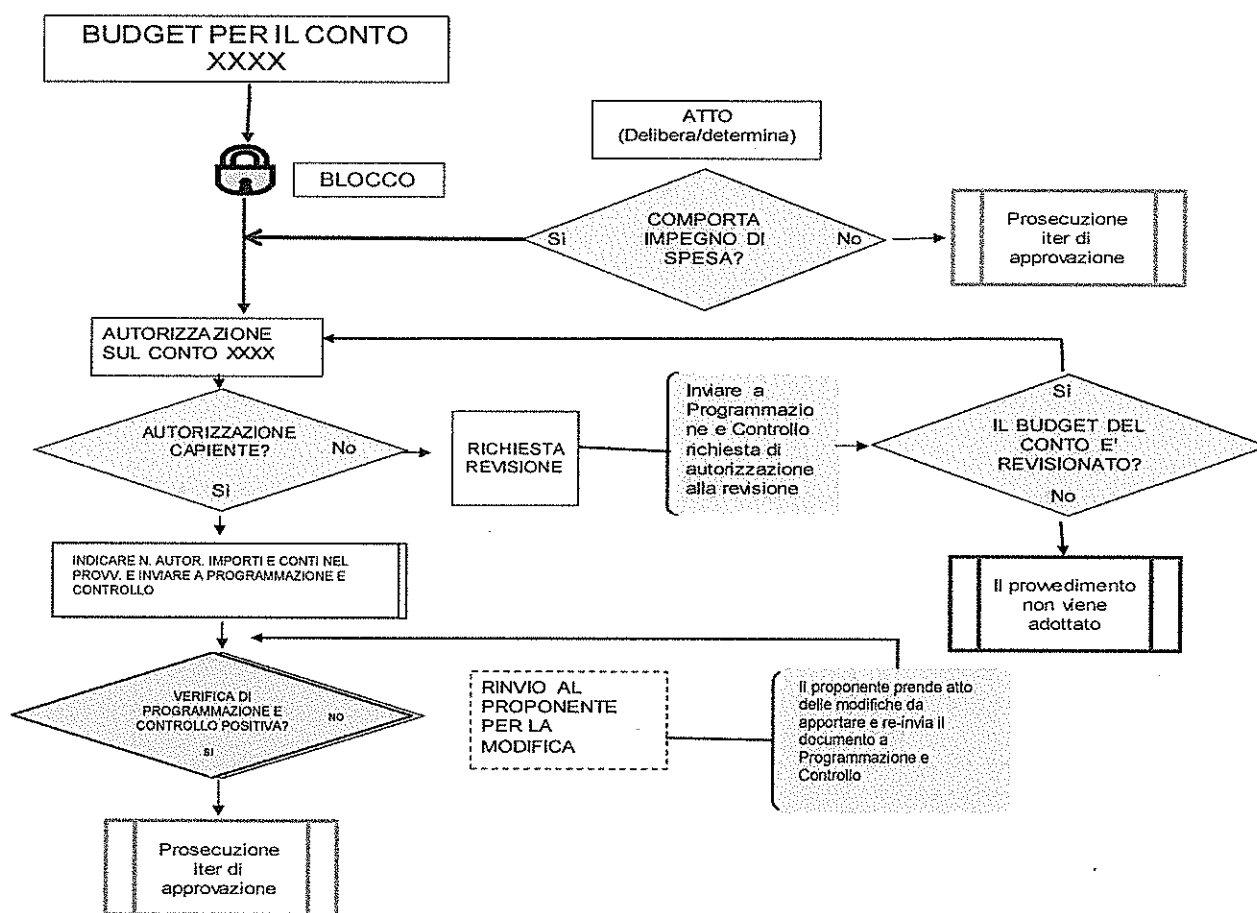 BUDGET PER IL CONTO
XXXX
BLOCCO
ATTO
(Delibera/determina)
COMPORTA
IMPEGNO DI
SPESA?
Sì
No
Prosecuzione
iter di
approvazione
AUTORIZZAZIONE
SUL CONTO XXXX
AUTORIZZAZIONE
CAPIENTE?
No
Sì
RICHIESTA
REVISIONE
Inviare a
Programmazio
ne e Controllo
richiesta di
autorizzazione
alla revisione
Sì
IL BUDGET DEL
CONTO E'
REVISIONATO?
No
Il provvedimento
non viene
adottato
INDICARE N. AUTOR. IMPORTI E CONTI NEL
PROVV. E INVIARE A PROGRAMMAZIONE E
CONTROLLO
VERIFICA DI
PROGRAMMAZIONE E
CONTROLLO POSITIVA?
NO
SI
RINVIO AL
PROPONENTE
PER LA
MODIFICA
Il proponente prende atto
delle modifiche da
apportare e re-invia il
documento a
Programmazione e
Controllo
Prosecuzione
iter di
approvazione